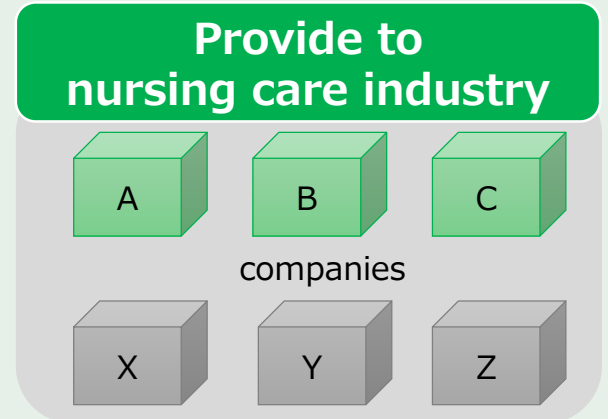 Provide to
nursing care industry
A B C
companies
X Y Z